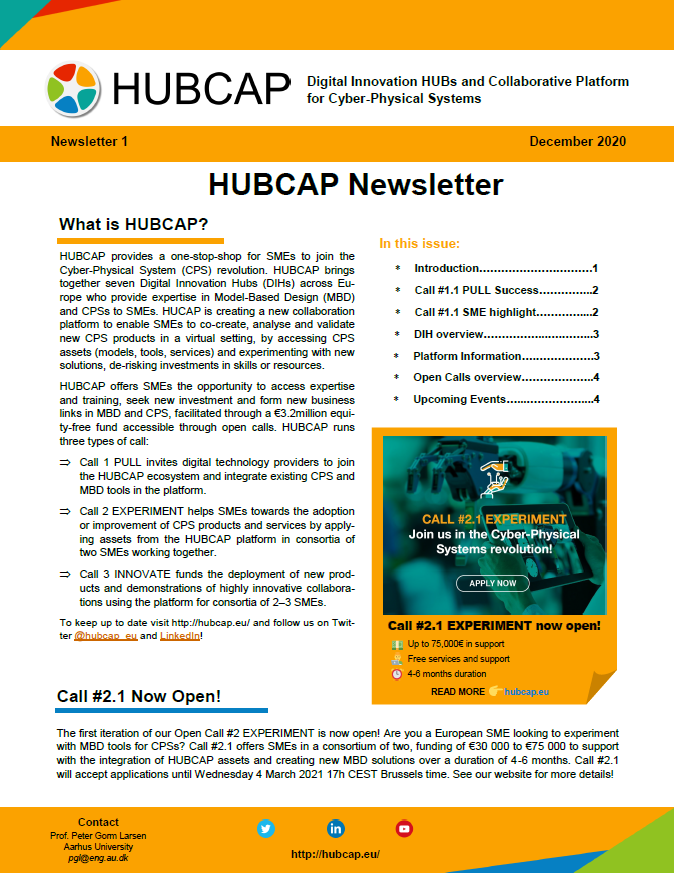 HUBCAP
Digital Innovation HUBs and Collaborative Platform
for Cyber-Physical Systems
Newsletter 1
December 2020
HUBCAP Newsletter
What is HUBCAP?
HUBCAP provides a one-stop-shop for SMEs to join the
Cyber-Physical System (CPS) revolution. HUBCAP brings
together seven Digital Innovation Hubs (DIHs) across Eu-
rope who provide expertise in Model-Based Design (MBD)
and CPSs to SMEs. HUCAP is creating a new collaboration
platform to enable SMEs to co-create, analyse and validate
new CPS products in a virtual setting, by accessing CPS
assets (models, tools, services) and experimenting with new
solutions, de-risking investments in skills or resources.
HUBCAP offers SMEs the opportunity to access expertise
and training, seek new investment and form new business
links in MBD and CPS, facilitated through a €3.2million equi-
ty-free fund accessible through open calls. HUBCAP runs
three types of call:
⇒ Call 1 PULL invites digital technology providers to join
the HUBCAP ecosystem and integrate existing CPS and
MBD tools in the platform.
⇒ Call 2 EXPERIMENT helps SMEs towards the adoption
or improvement of CPS products and services by apply-
ing assets from the HUBCAP platform in consortia of
two SMEs working together.
⇒ Call 3 INNOVATE funds the deployment of new prod-
ucts and demonstrations of highly innovative collabora-
tions using the platform for consortia of 2–3 SMEs.
To keep up to date visit http://hubcap.eu/ and follow us on Twit-
ter @hubcap_eu and LinkedIn!
In this issue:
* Introduction……………………….…1
* Call #1.1 PULL Success…………...2
* Call #1.1 SME highlight…………....2
* DIH overview……………...…………..3
* Platform Information…..……………3
* Open Calls overview………………..4
* Upcoming Events…...……………....4
CALL #2.1 EXPERIMENT
Join us in the Cyber-Physical
Systems revolution!
APPLY NOW
Call #2.1 EXPERIMENT now open!
Up to 75,000€ in support
Free services and support
4-6 months duration
READ MORE 👉 hubcap.eu
Call #2.1 Now Open!
The first iteration of our Open Call #2 EXPERIMENT is now open! Are you a European SME looking to experiment
with MBD tools for CPSs? Call #2.1 offers SMEs in a consortium of two, funding of €30 000 to €75 000 to support
with the integration of HUBCAP assets and creating new MBD solutions over a duration of 4-6 months. Call #2.1
will accept applications until Wednesday 4 March 2021 17h CEST Brussels time. See our website for more details!
Contact
Prof. Peter Gorm Larsen
Aarhus University
pgl@eng.au.dk
http://hubcap.eu/